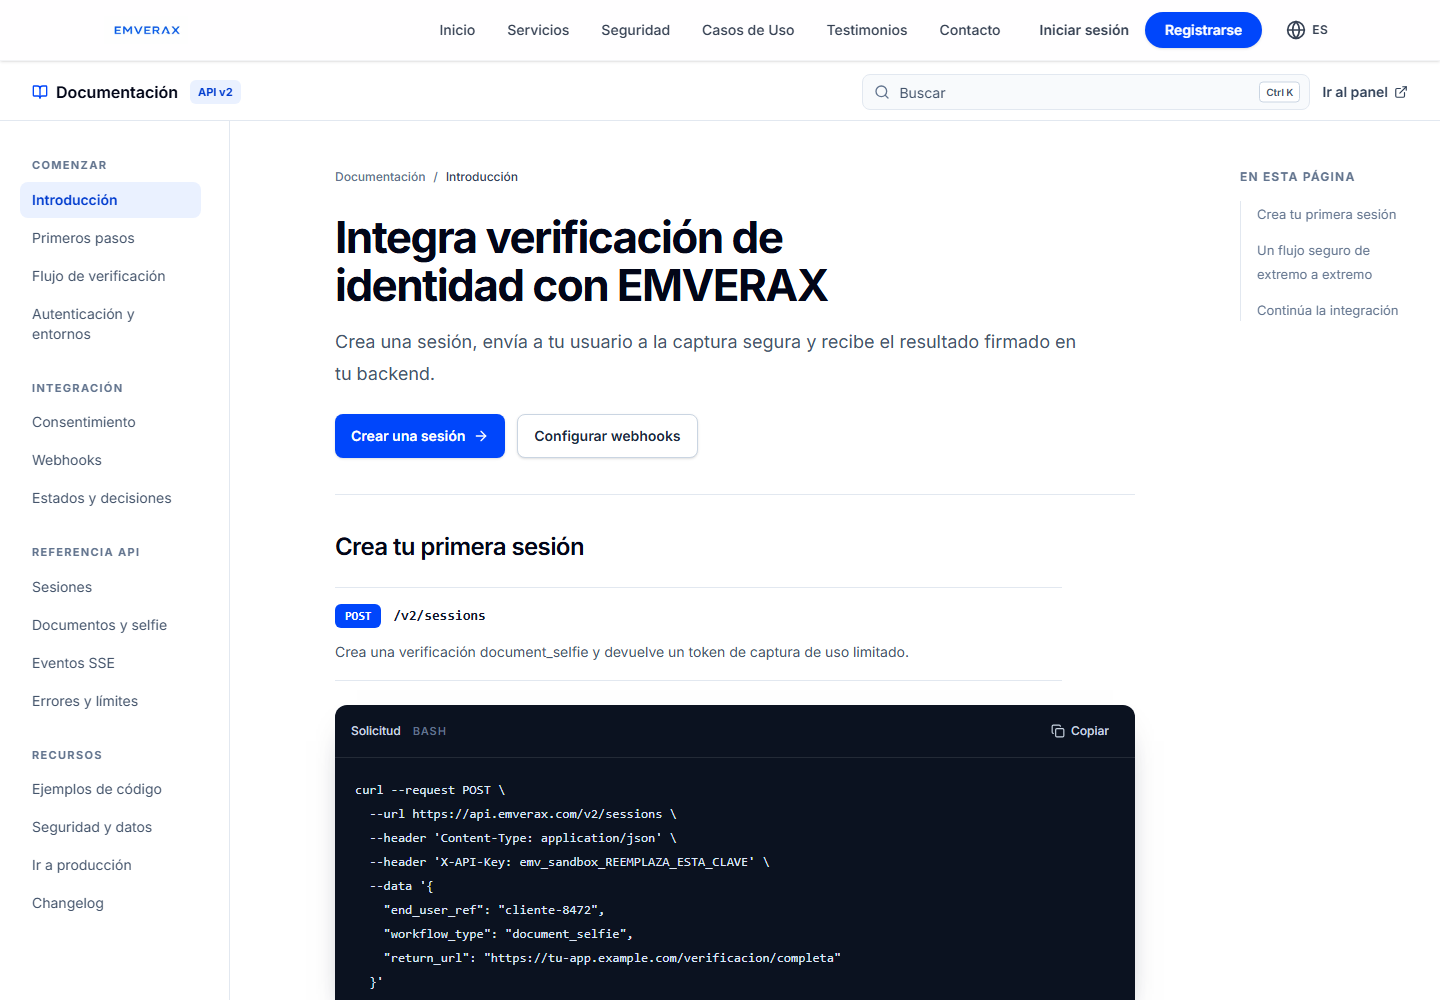 EMVERAX
Inicio
Servicios
Seguridad
Casos de Uso
Testimonios
Contacto
Iniciar sesión
Registrarse
ES
Documentación
API v2
Buscar
Ctrl K
Ir al panel
COMENZAR
Introducción
Primeros pasos
Flujo de verificación
Autenticación y
entornos
INTEGRACIÓN
Consentimiento
Webhooks
Estados y decisiones
REFERENCIA API
Sesiones
Documentos y selfie
Eventos SSE
Errores y límites
RECURSOS
Ejemplos de código
Seguridad y datos
Ir a producción
Changelog
Documentación / Introducción
Integra verificación de
identidad con EMVERAX
Crea una sesión, envía a tu usuario a la captura segura y recibe el resultado firmado en
tu backend.
Crear una sesión
Configurar webhooks
Crea tu primera sesión
POST /v2/sessions
Crea una verificación document_selfie y devuelve un token de captura de uso limitado.
Solicitud BASH
Copiar
curl --request POST \
  --url https://api.emverax.com/v2/sessions \
  --header 'Content-Type: application/json' \
  --header 'X-API-Key: emv_sandbox_REEMPLAZA_ESTA_CLAVE' \
  --data '{
    "end_user_ref": "cliente-8472",
    "workflow_type": "document_selfie",
    "return_url": "https://tu-app.example.com/verificacion/completa"
  }'
EN ESTA PÁGINA
Crea tu primera sesión
Un flujo seguro de
extremo a extremo
Continúa la integración